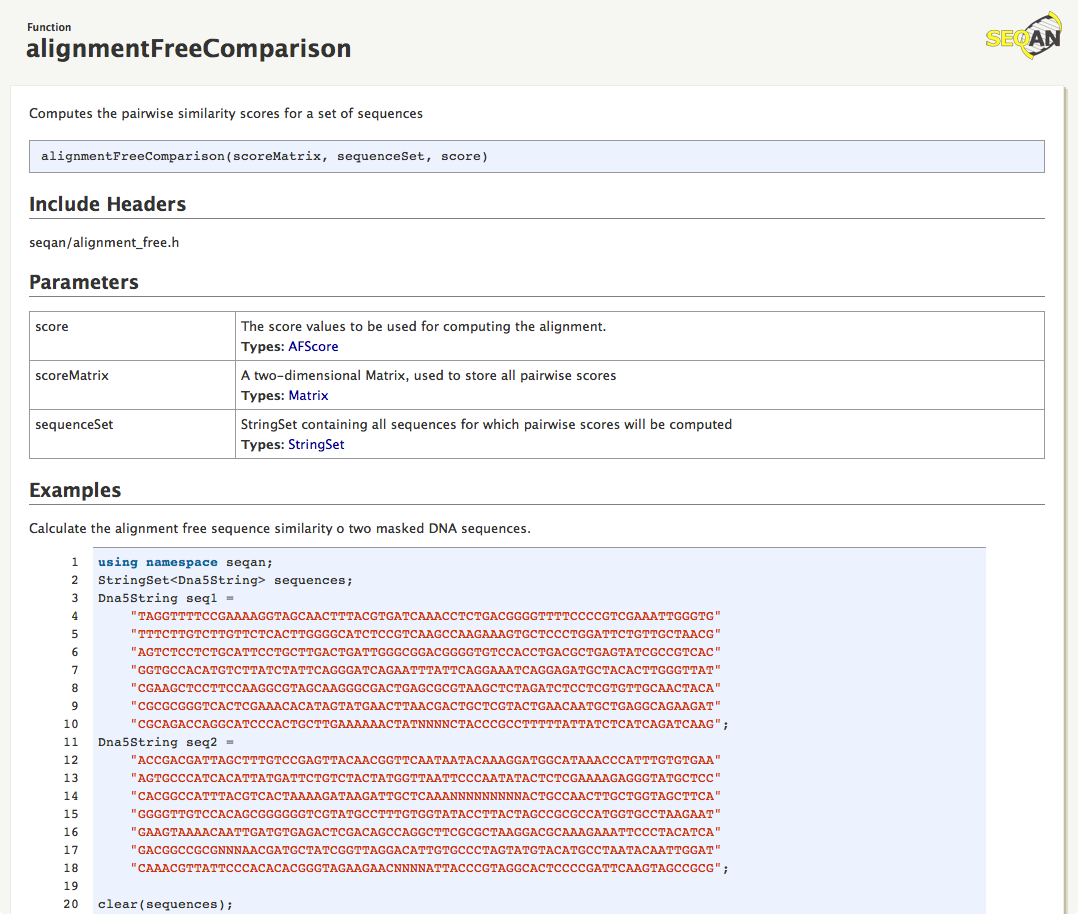 Function
alignmentFreeComparison
SEQAN
Computes the pairwise similarity scores for a set of sequences
alignmentFreeComparison(scoreMatrix, sequenceSet, score)
Include Headers
seqan/alignment_free.h
Parameters
score The score values to be used for computing the alignment.
Types: AFScore
scoreMatrix A two-dimensional Matrix, used to store all pairwise scores
Types: Matrix
sequenceSet StringSet containing all sequences for which pairwise scores will be computed
Types: StringSet
Examples
Calculate the alignment free sequence similarity o two masked DNA sequences.
1 using namespace seqan;
2 StringSet<Dna5String> sequences;
3 Dna5String seq1 =
4 "TAGGTTTTCCGAAAAGGTAGCAACTTTACGTGATCAAACCTCTGACGGGGTTTTCCCCGTCGAAATTGGGTG"
5 "TTTCTTGTCTTGTTCTCACTTGGGGCATCTCCGTCAAGCCAAGAAAGTGCTCCCTGGATTCTGTTGCTAACG"
6 "AGTCTCCTCTGCATTCCTGCTTGACTGATTGGGCGGACGGGGTGTCCACCTGACGCTGAGTATCGCCGTCAC"
7 "GGTGCCACATGTCTTATCTATTCAGGGATCAGAATTTATTCAGGAAATCAGGAGATGCTACACTTGGGTTAT"
8 "CGAAGCTCCTTCCAAGGCGTAGCAAGGGCGACTGAGCGCGTAAGCTCTAGATCTCCTCGTGTTGCAACTACA"
9 "CGCGCGGGTCACTCGAAACACATAGTATGAACTTAACGACTGCTCGTACTGAACAATGCTGAGGCAGAAGAT"
10 "CGCAGACCAGGCATCCCACTGCTTGAAAAAACTATNNNNCTACCCGCCTTTTTATTATCTCATCAGATCAAG";
11 Dna5String seq2 =
12 "ACCGACGATTAGCTTTGTCCGAGTTACAACGGTTCAATAATACAAAGGATGGCATAAACCCATTTGTGTGAA"
13 "AGTGCCCATCACATTATGATTCTGTCTACTATGGTTAATTCCCAATATACTCTCGAAAAGAGGGTATGCTCC"
14 "CACGGCCATTTACGTCACTAAAAGATAAGATTGCTCAAANNNNNNNNNACTGCCAACTTGCTGGTAGCTTCA"
15 "GGGGTTGTCCACAGCGGGGGGTCGTATGCCTTTGTGGTATACCTTACTAGCCGCGCCATGGTGCCTAAGAAT"
16 "GAAGTAAAACAATTGATGTGAGACTCGACAGCCAGGCTTCGCGCTAAGGACGCAAAGAAATTCCCTACATCA"
17 "GACGGCCGCGNNNAACGATGCTATCGGTTAGGACATTGTGCCCTAGTATGTACATGCCTAATACAATTGGAT"
18 "CAAACGTTATTCCCACACACGGGTAGAAGAACNNNNATTACCCGTAGGCACTCCCCGATTCAAGTAGCCGCG";
19
20 clear(sequences);